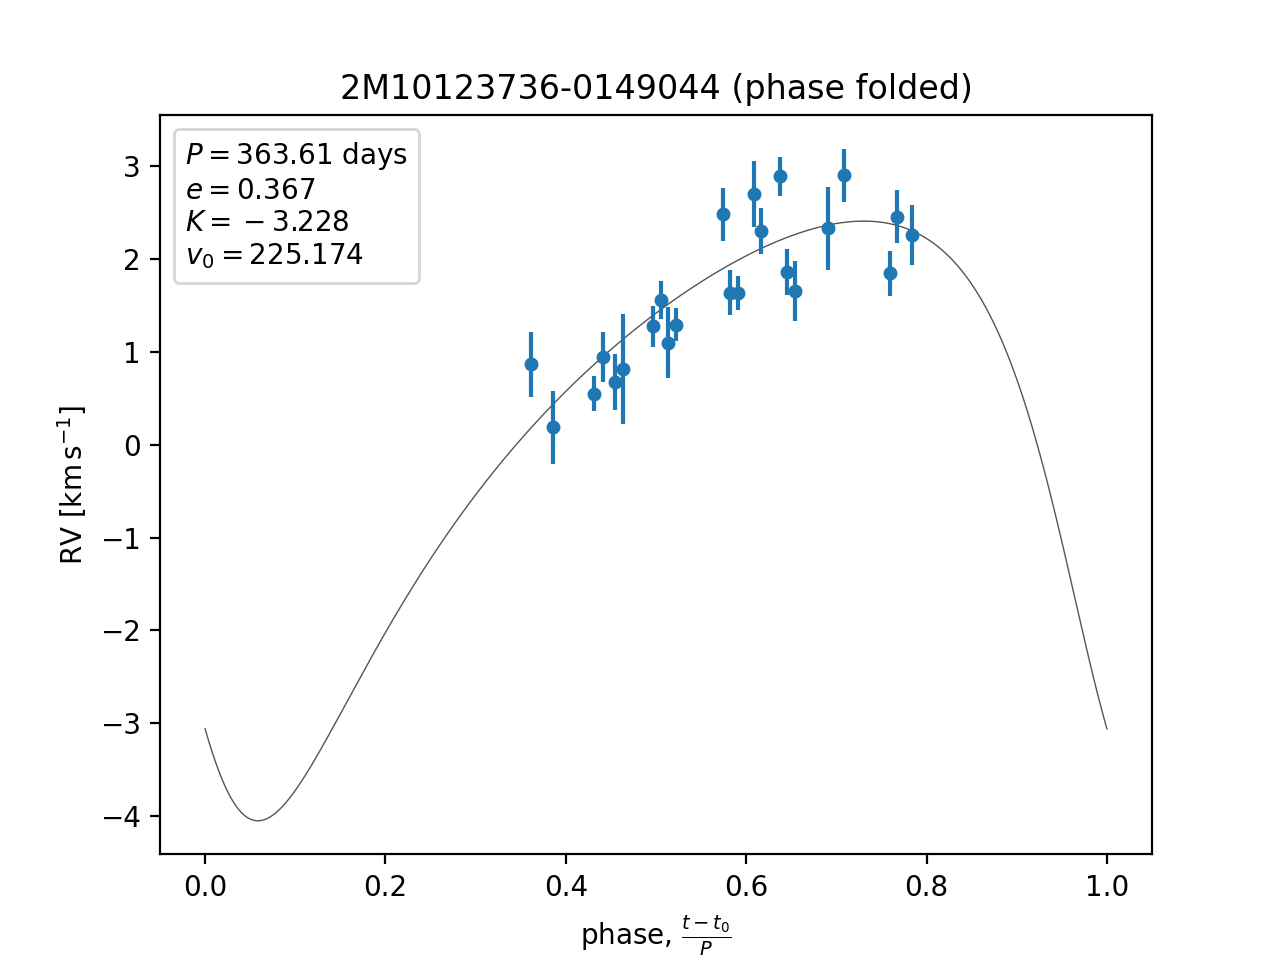 2M10123736-0149044 (phase folded)
P = 363.61 days
e = 0.367
K = −3.228
v₀ = 225.174
RV [km s⁻¹]
3
2
1
0
−1
−2
−3
−4
0.0 0.2 0.4 0.6 0.8 1.0
phase, (t − t₀)/P